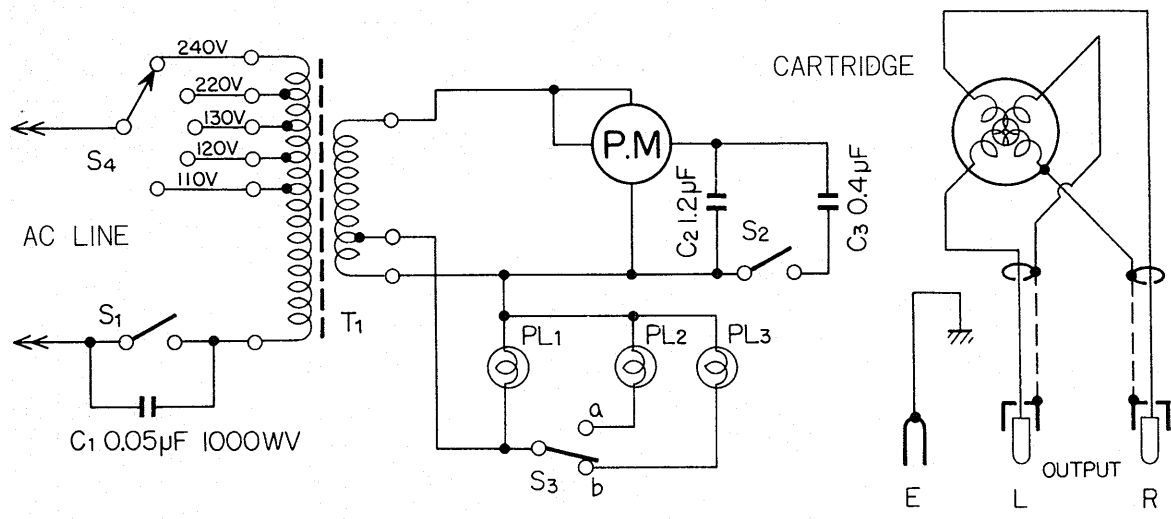 240V
220V
130V
120V
110V
S4
AC LINE
S1
C1 0.05µF 1000WV
T1
P.M
C2 1.2µF
C3 0.4µF
S2
PL1
PL2
PL3
a
b
S3
CARTRIDGE
E
L
OUTPUT
R